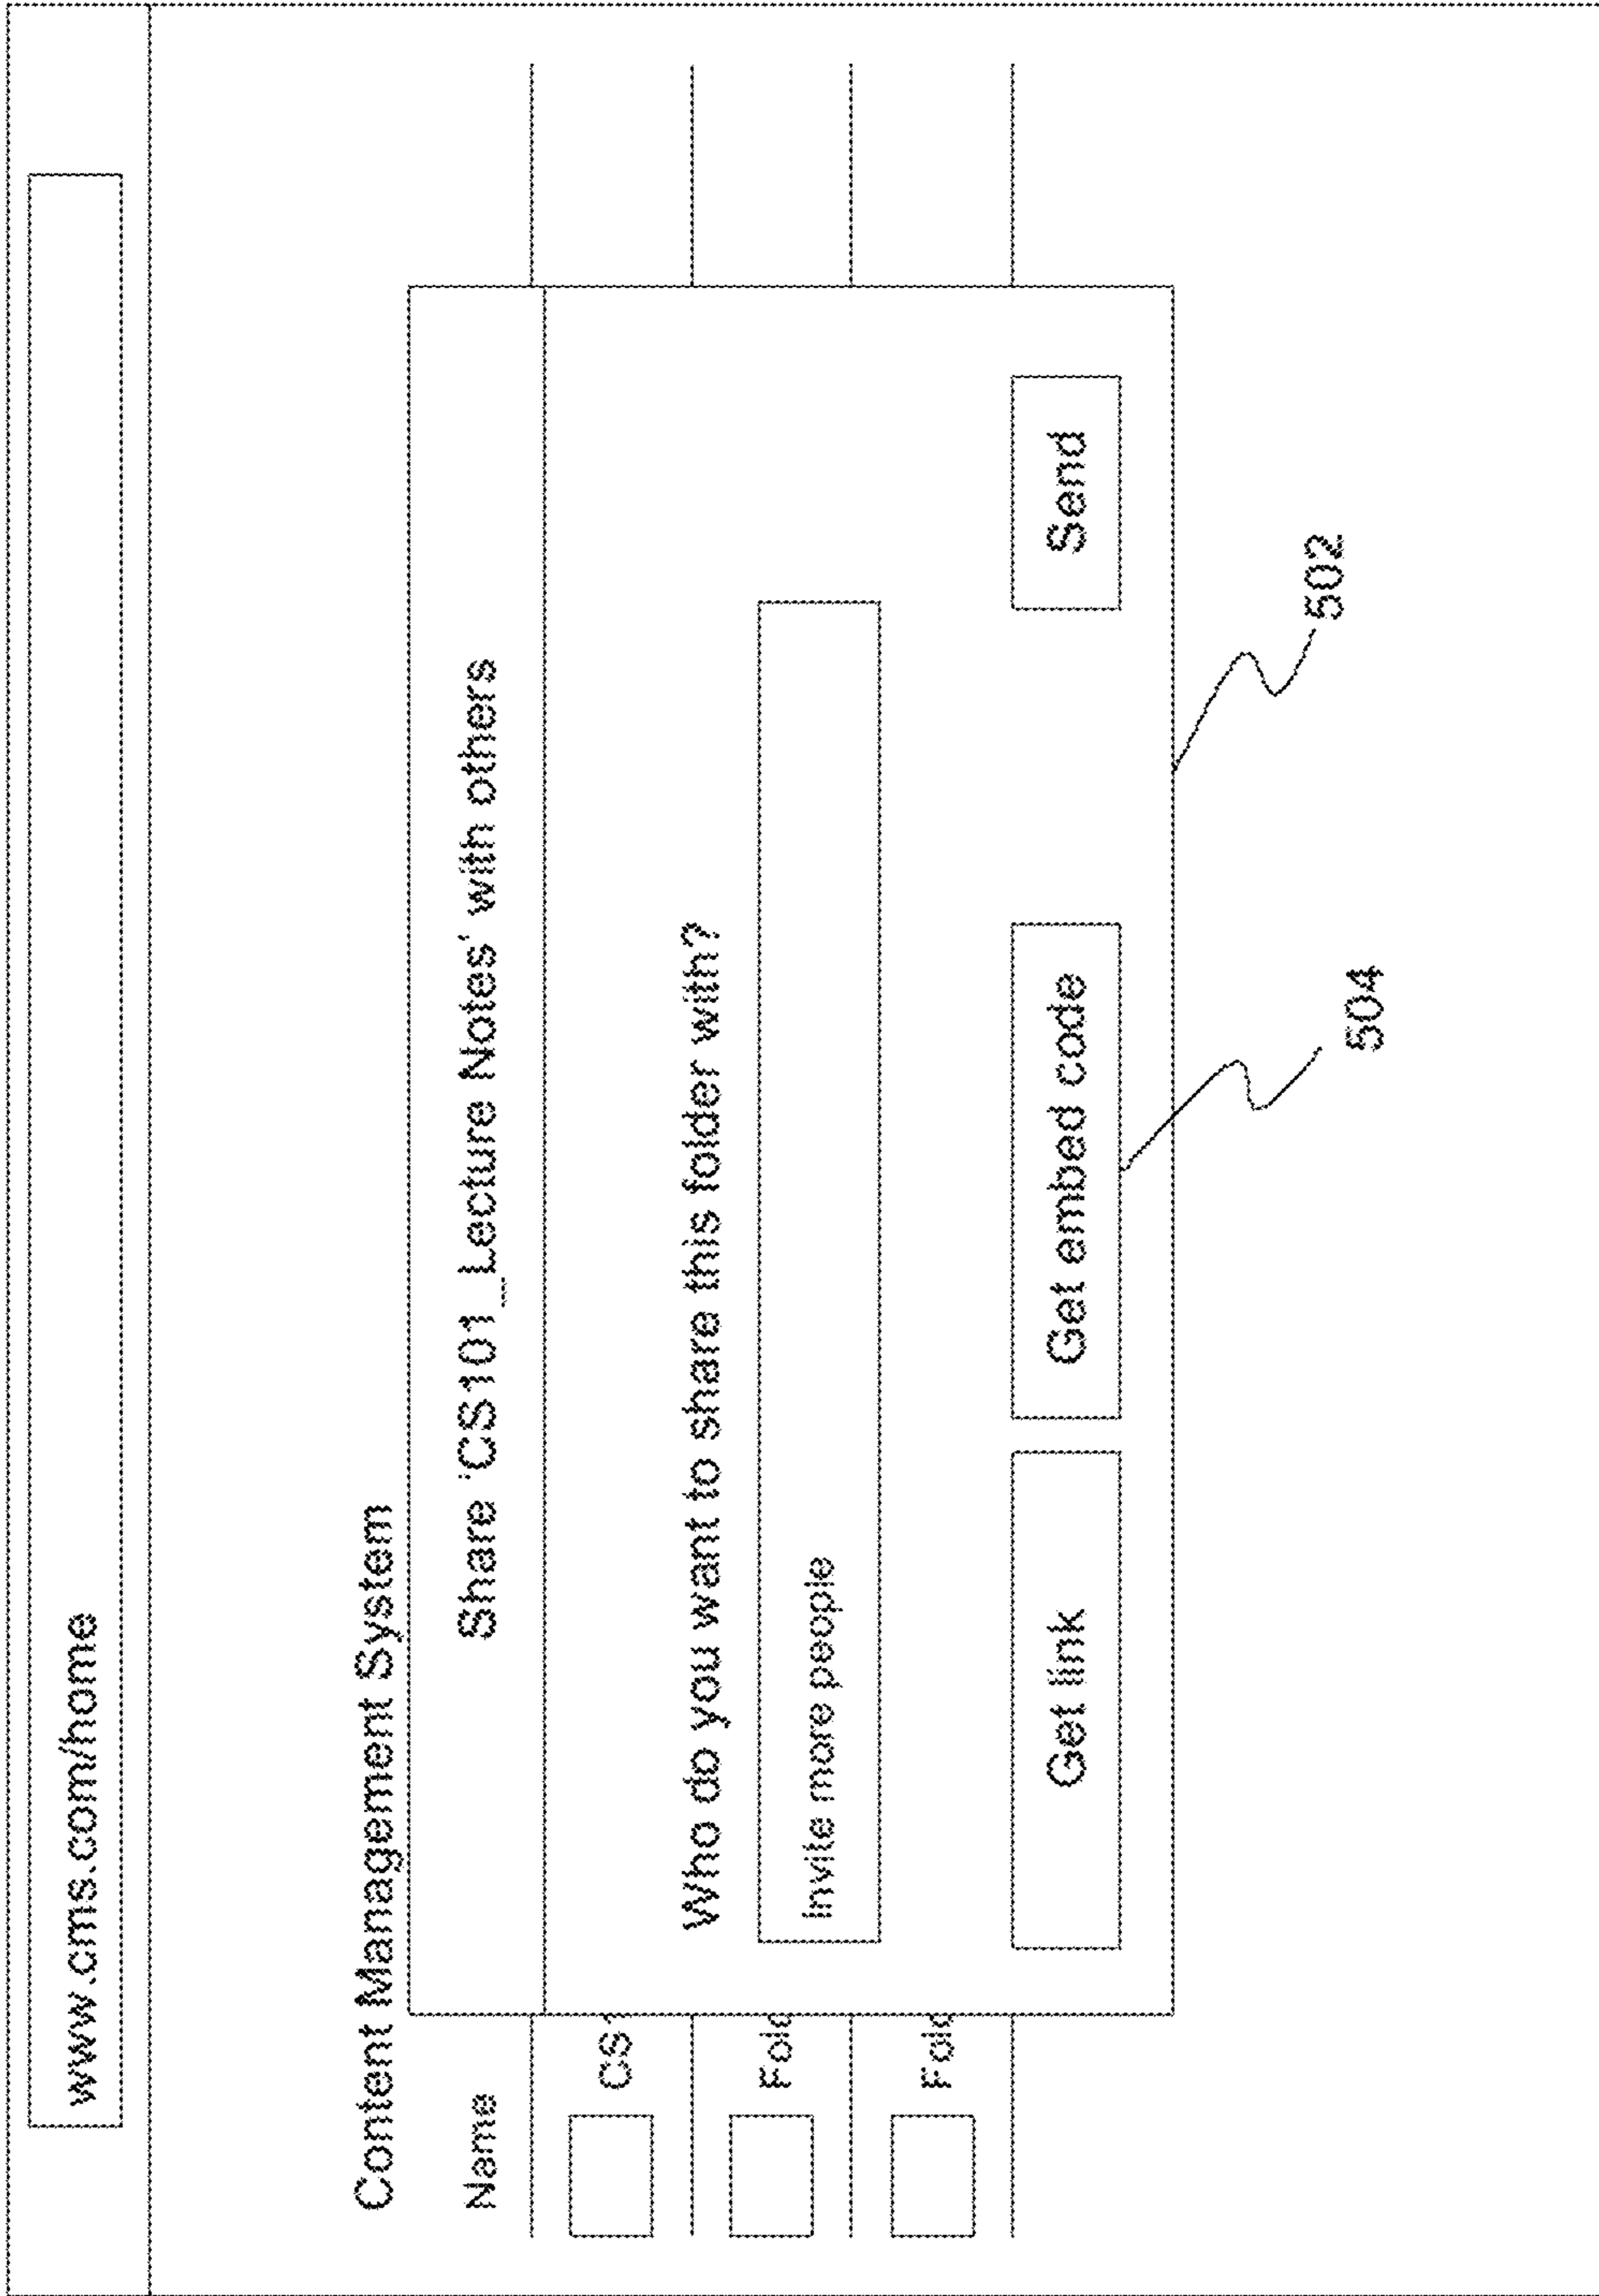 www.cms.com/home
Content Management System
Name
Share 'CS101_Lecture Notes' with others
CS1
Who do you want to share this folder with?
Fold
Invite more people
Fold
Get link
Get embed code
Send
502
504